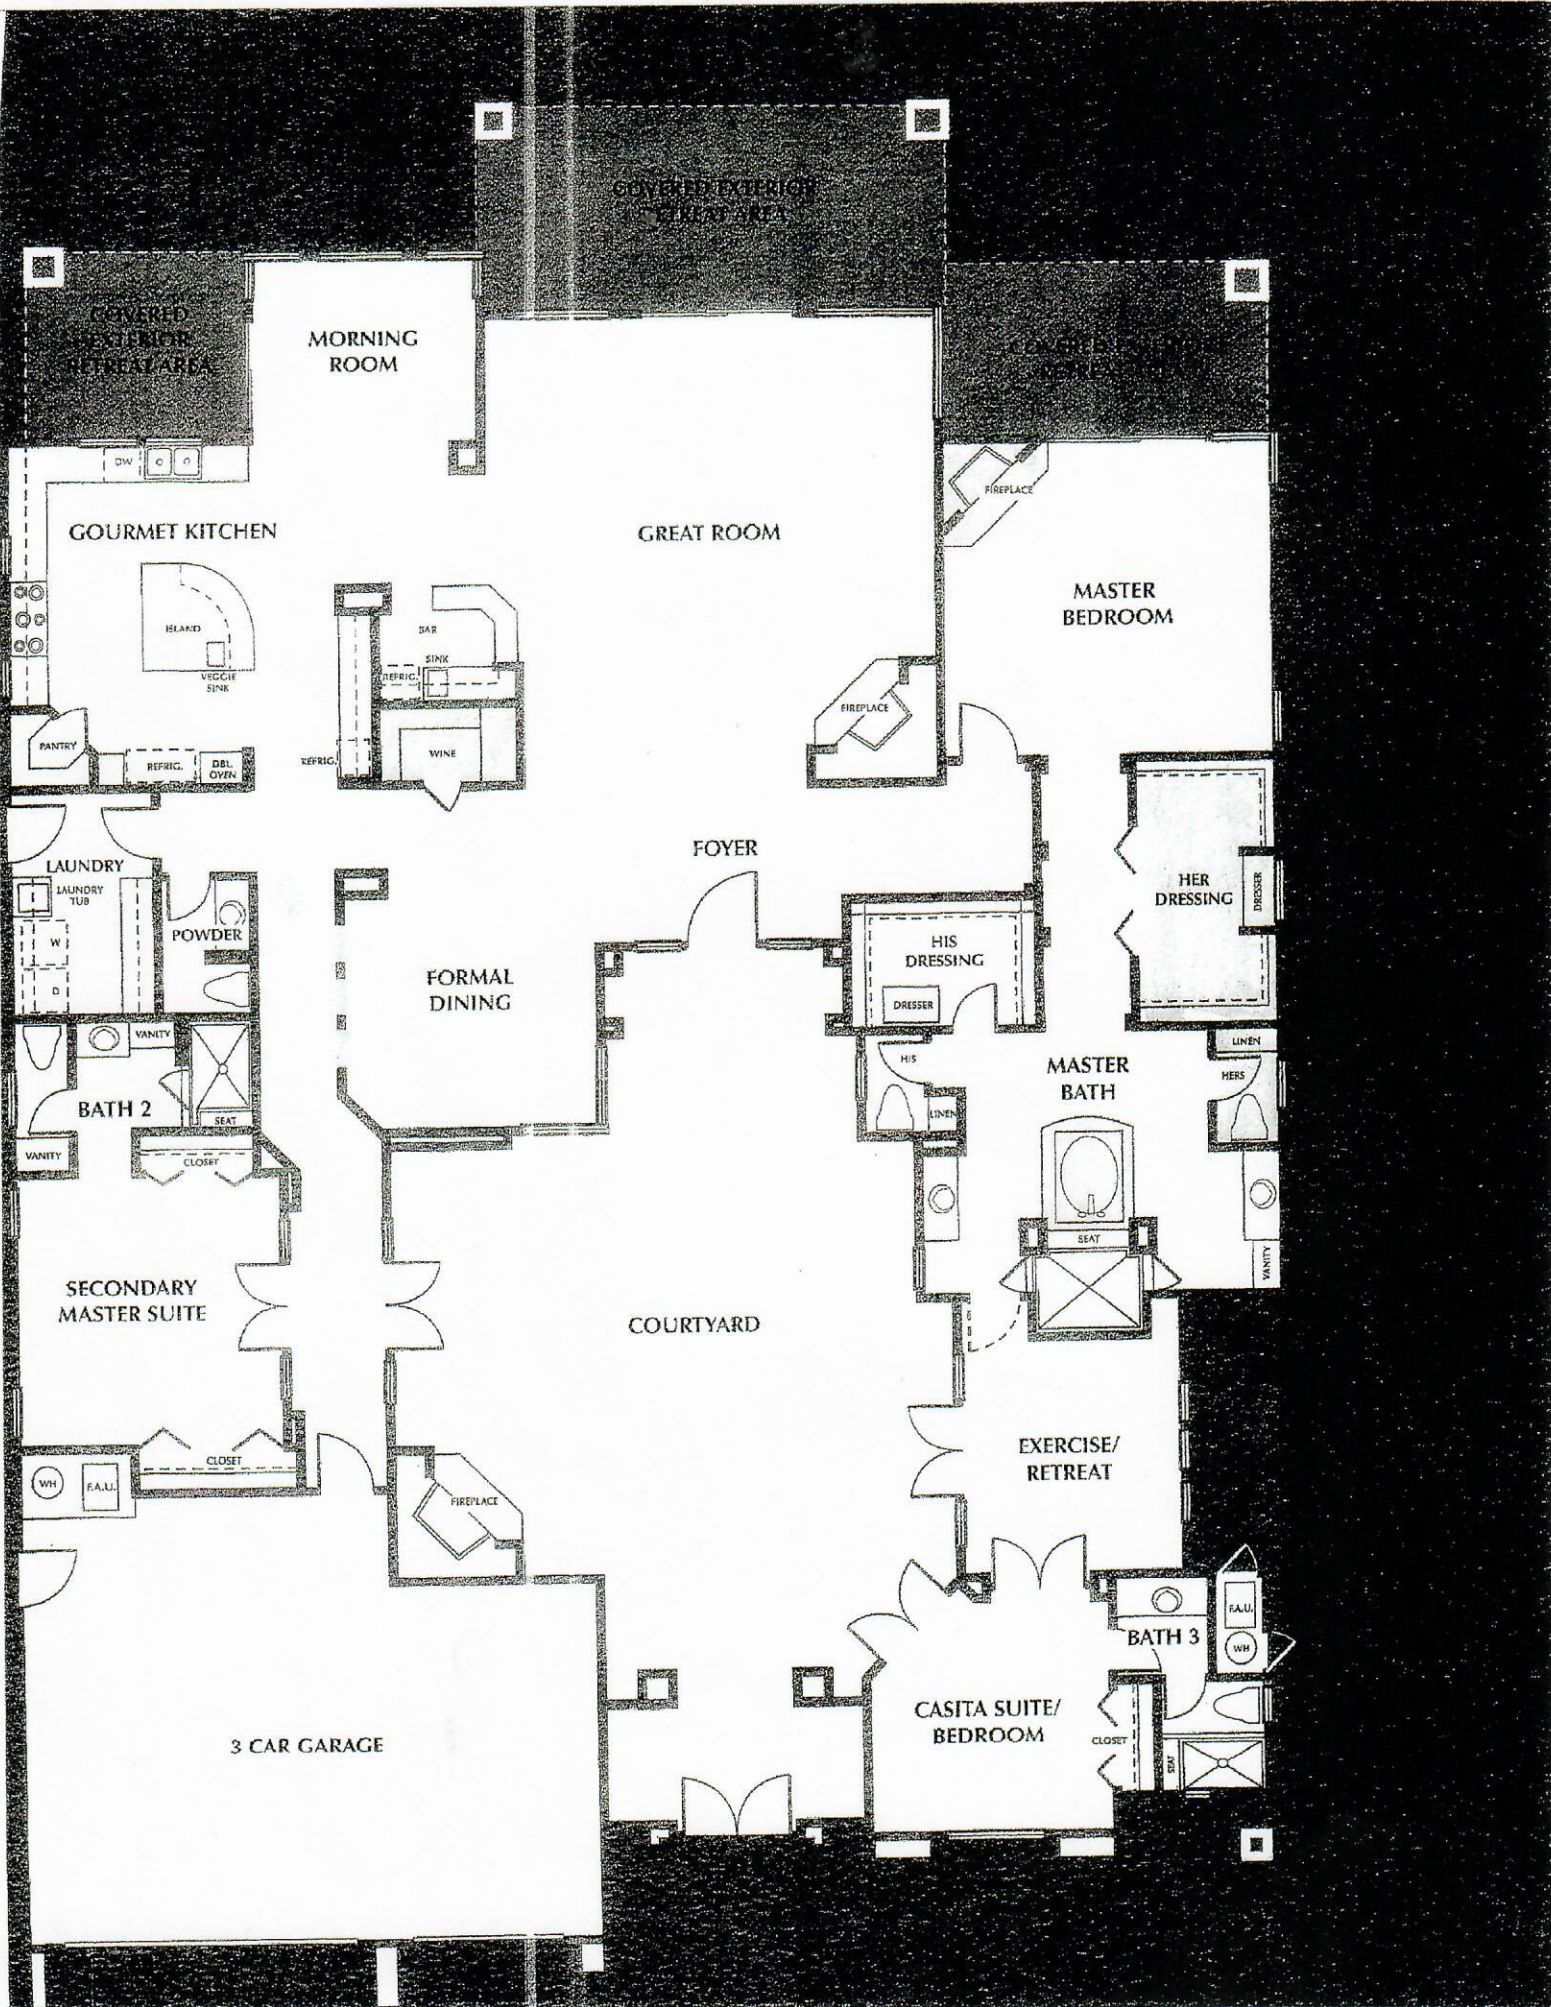 COVERED EXTERIOR
RETREAT AREA
COVERED
EXTERIOR
RETREAT AREA
MORNING
ROOM
DW
GOURMET KITCHEN
GREAT ROOM
FIREPLACE
MASTER
BEDROOM
ISLAND
VEGGIE
SINK
BAR
SINK
REFRIG.
FIREPLACE
PANTRY
REFRIG.
DBL.
OVEN
REFRIG.
WINE
FOYER
LAUNDRY
LAUNDRY
TUB
W
D
POWDER
HER
DRESSING
DRESSER
HIS
DRESSING
DRESSER
FORMAL
DINING
VANITY
BATH 2
SEAT
VANITY
CLOSET
HIS
LINEN
MASTER
BATH
LINEN
HERS
SEAT
VANITY
SECONDARY
MASTER SUITE
COURTYARD
CLOSET
WH
F.A.U.
FIREPLACE
EXERCISE/
RETREAT
F.A.U.
WH
BATH 3
CASITA SUITE/
BEDROOM
CLOSET
SEAT
3 CAR GARAGE